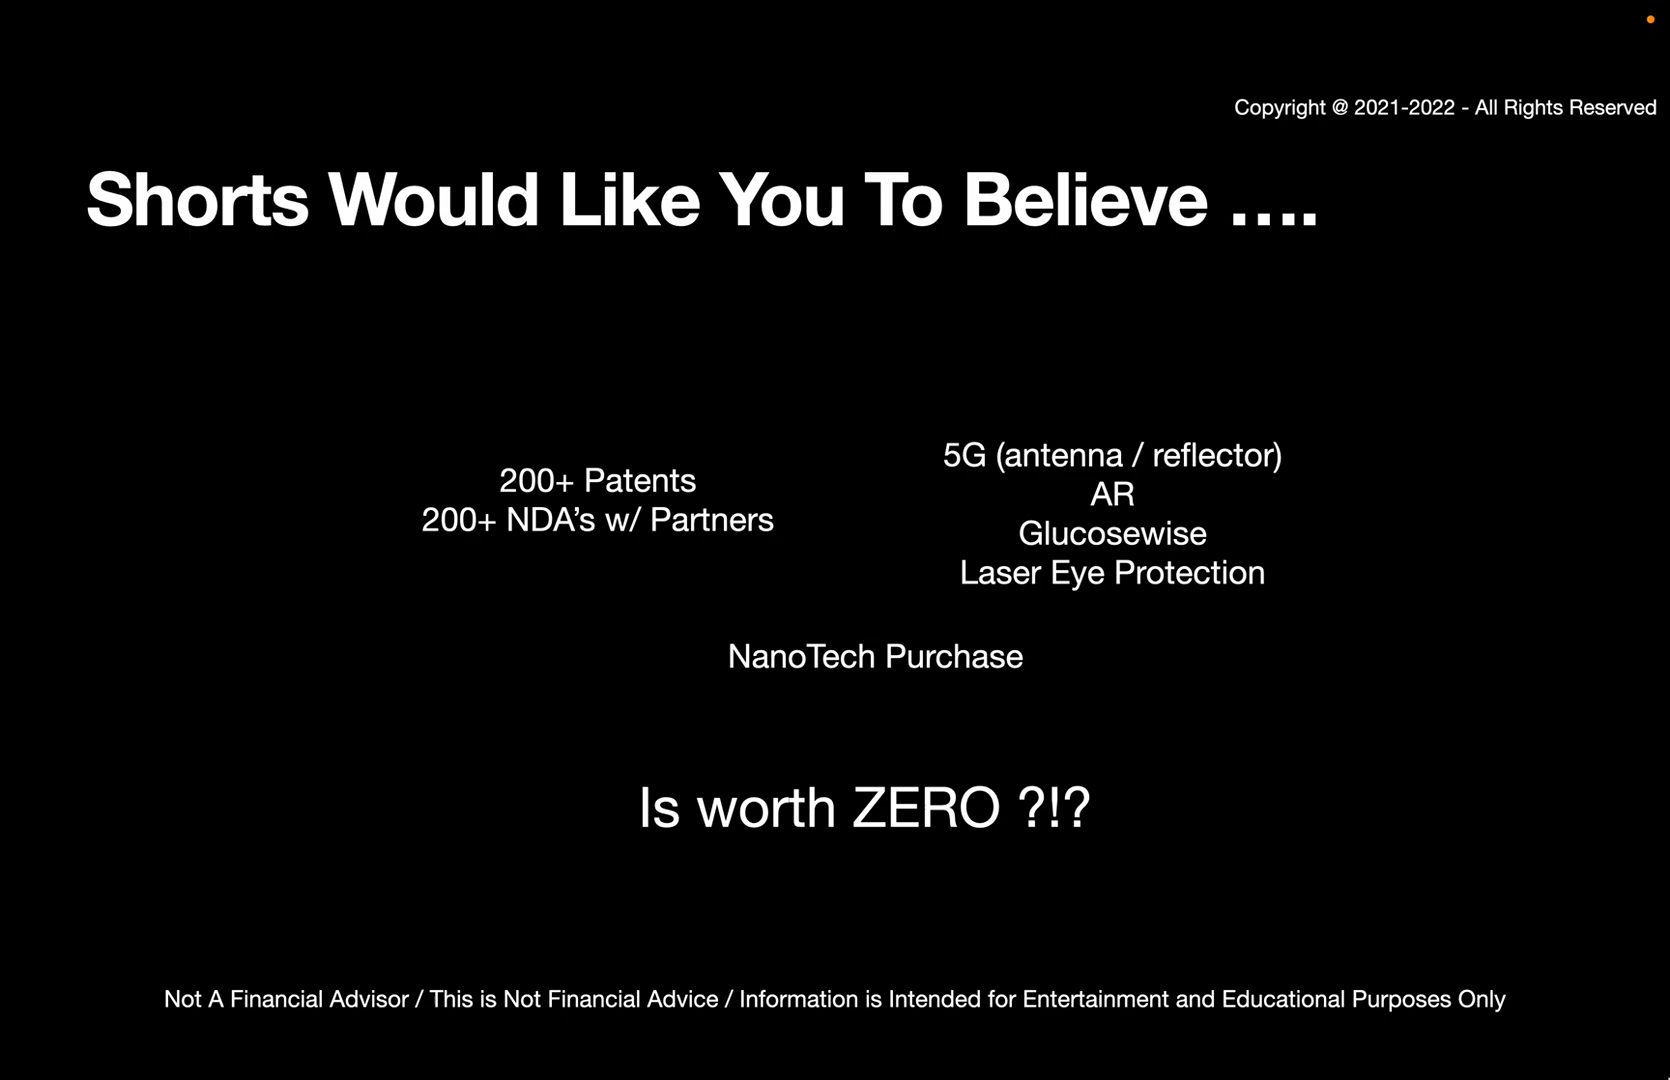 Copyright @ 2021-2022 - All Rights Reserved
Shorts Would Like You To Believe ....
200+ Patents
200+ NDA’s w/ Partners
5G (antenna / reflector)
AR
Glucosewise
Laser Eye Protection
NanoTech Purchase
Is worth ZERO ?!?
Not A Financial Advisor / This is Not Financial Advice / Information is Intended for Entertainment and Educational Purposes Only